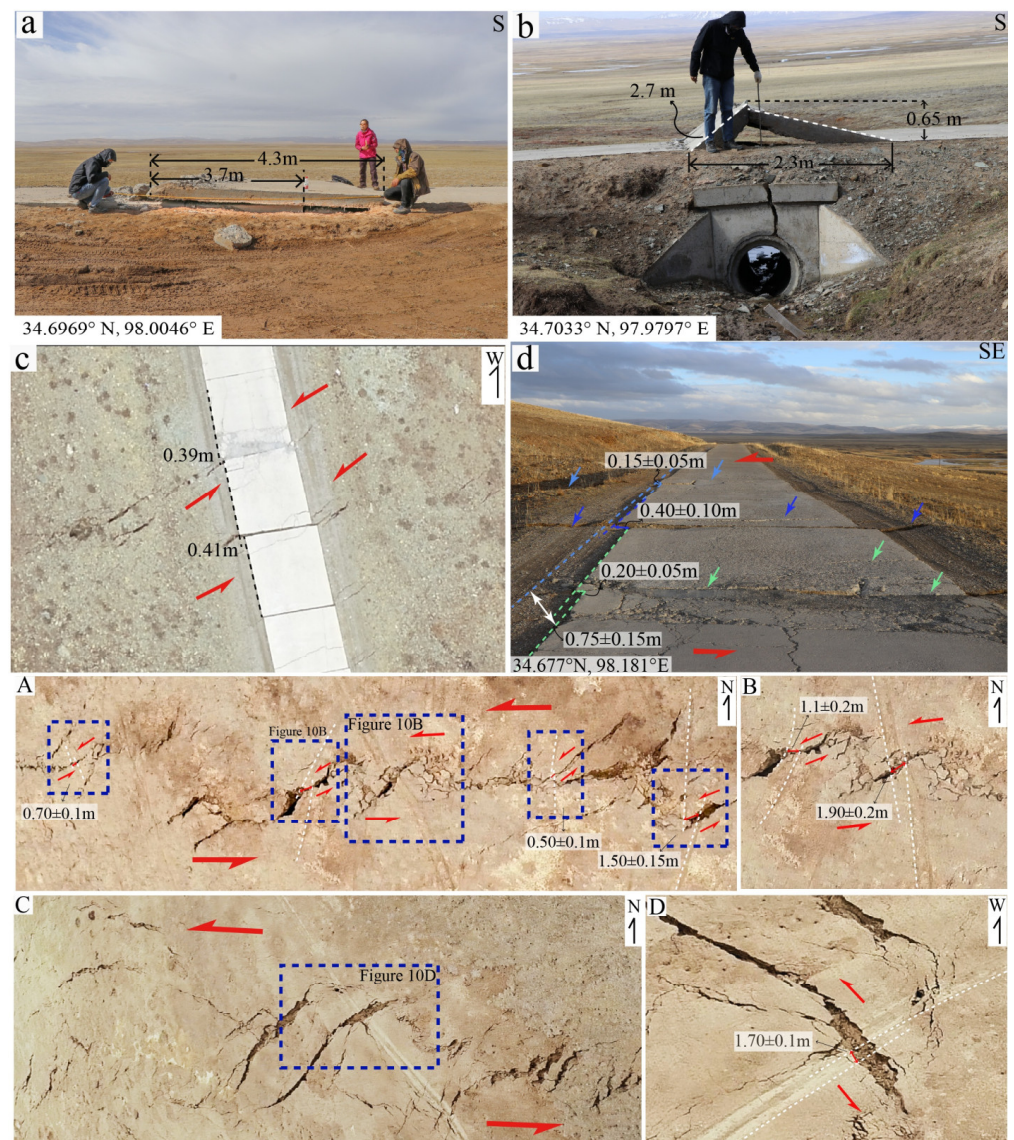 a
S
4.3m
3.7m
34.6969° N, 98.0046° E
b
S
2.7 m
0.65 m
2.3m
34.7033° N, 97.9797° E
c
W
0.39m
0.41m
d
SE
0.15±0.05m
0.40±0.10m
0.20±0.05m
0.75±0.15m
34.677°N, 98.181°E
A
N
Figure 10B
Figure 10B
0.70±0.1m
0.50±0.1m
1.50±0.15m
B
N
1.1±0.2m
1.90±0.2m
C
N
Figure 10D
D
W
1.70±0.1m